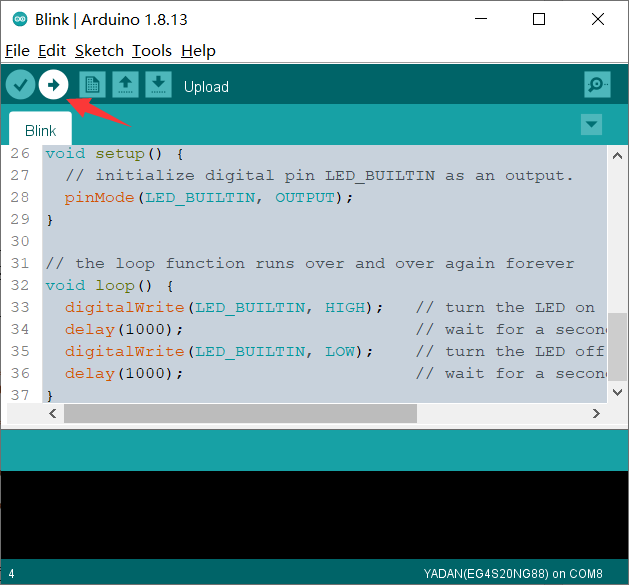 Blink | Arduino 1.8.13
File Edit Sketch Tools Help
Upload
Blink
26 void setup() {
27   // initialize digital pin LED_BUILTIN as an output.
28   pinMode(LED_BUILTIN, OUTPUT);
29 }
30
31 // the loop function runs over and over again forever
32 void loop() {
33   digitalWrite(LED_BUILTIN, HIGH);   // turn the LED on
34   delay(1000);                       // wait for a secon
35   digitalWrite(LED_BUILTIN, LOW);    // turn the LED off
36   delay(1000);                       // wait for a secon
37 }
4 YADAN(EG4S20NG88) on COM8